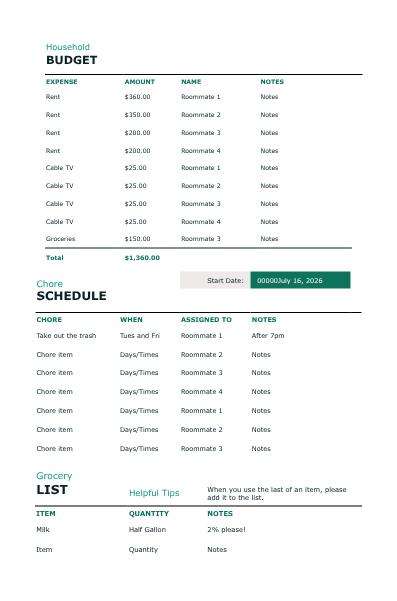 Household
BUDGET
EXPENSE AMOUNT NAME NOTES
Rent $360.00 Roommate 1 Notes
Rent $350.00 Roommate 2 Notes
Rent $200.00 Roommate 3 Notes
Rent $200.00 Roommate 4 Notes
Cable TV $25.00 Roommate 1 Notes
Cable TV $25.00 Roommate 2 Notes
Cable TV $25.00 Roommate 3 Notes
Cable TV $25.00 Roommate 4 Notes
Groceries $150.00 Roommate 3 Notes
Total $1,360.00
Chore
Start Date: 00000July 16, 2026
SCHEDULE
CHORE WHEN ASSIGNED TO NOTES
Take out the trash Tues and Fri Roommate 1 After 7pm
Chore item Days/Times Roommate 2 Notes
Chore item Days/Times Roommate 3 Notes
Chore item Days/Times Roommate 4 Notes
Chore item Days/Times Roommate 1 Notes
Chore item Days/Times Roommate 2 Notes
Chore item Days/Times Roommate 3 Notes
Grocery
LIST
Helpful Tips
When you use the last of an item, please
add it to the list.
ITEM QUANTITY NOTES
Milk Half Gallon 2% please!
Item Quantity Notes